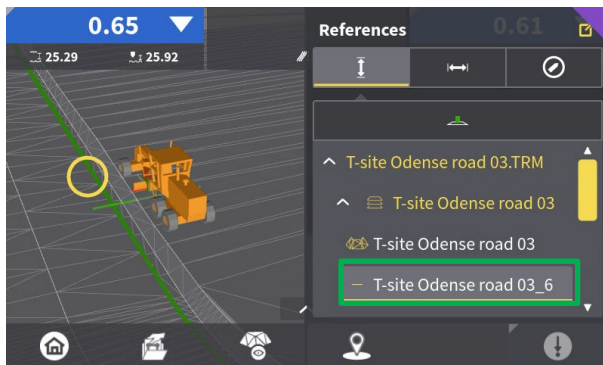 0.65
25.29 25.92
References
0.61
T-site Odense road 03.TRM
T-site Odense road 03
T-site Odense road 03
T-site Odense road 03_6